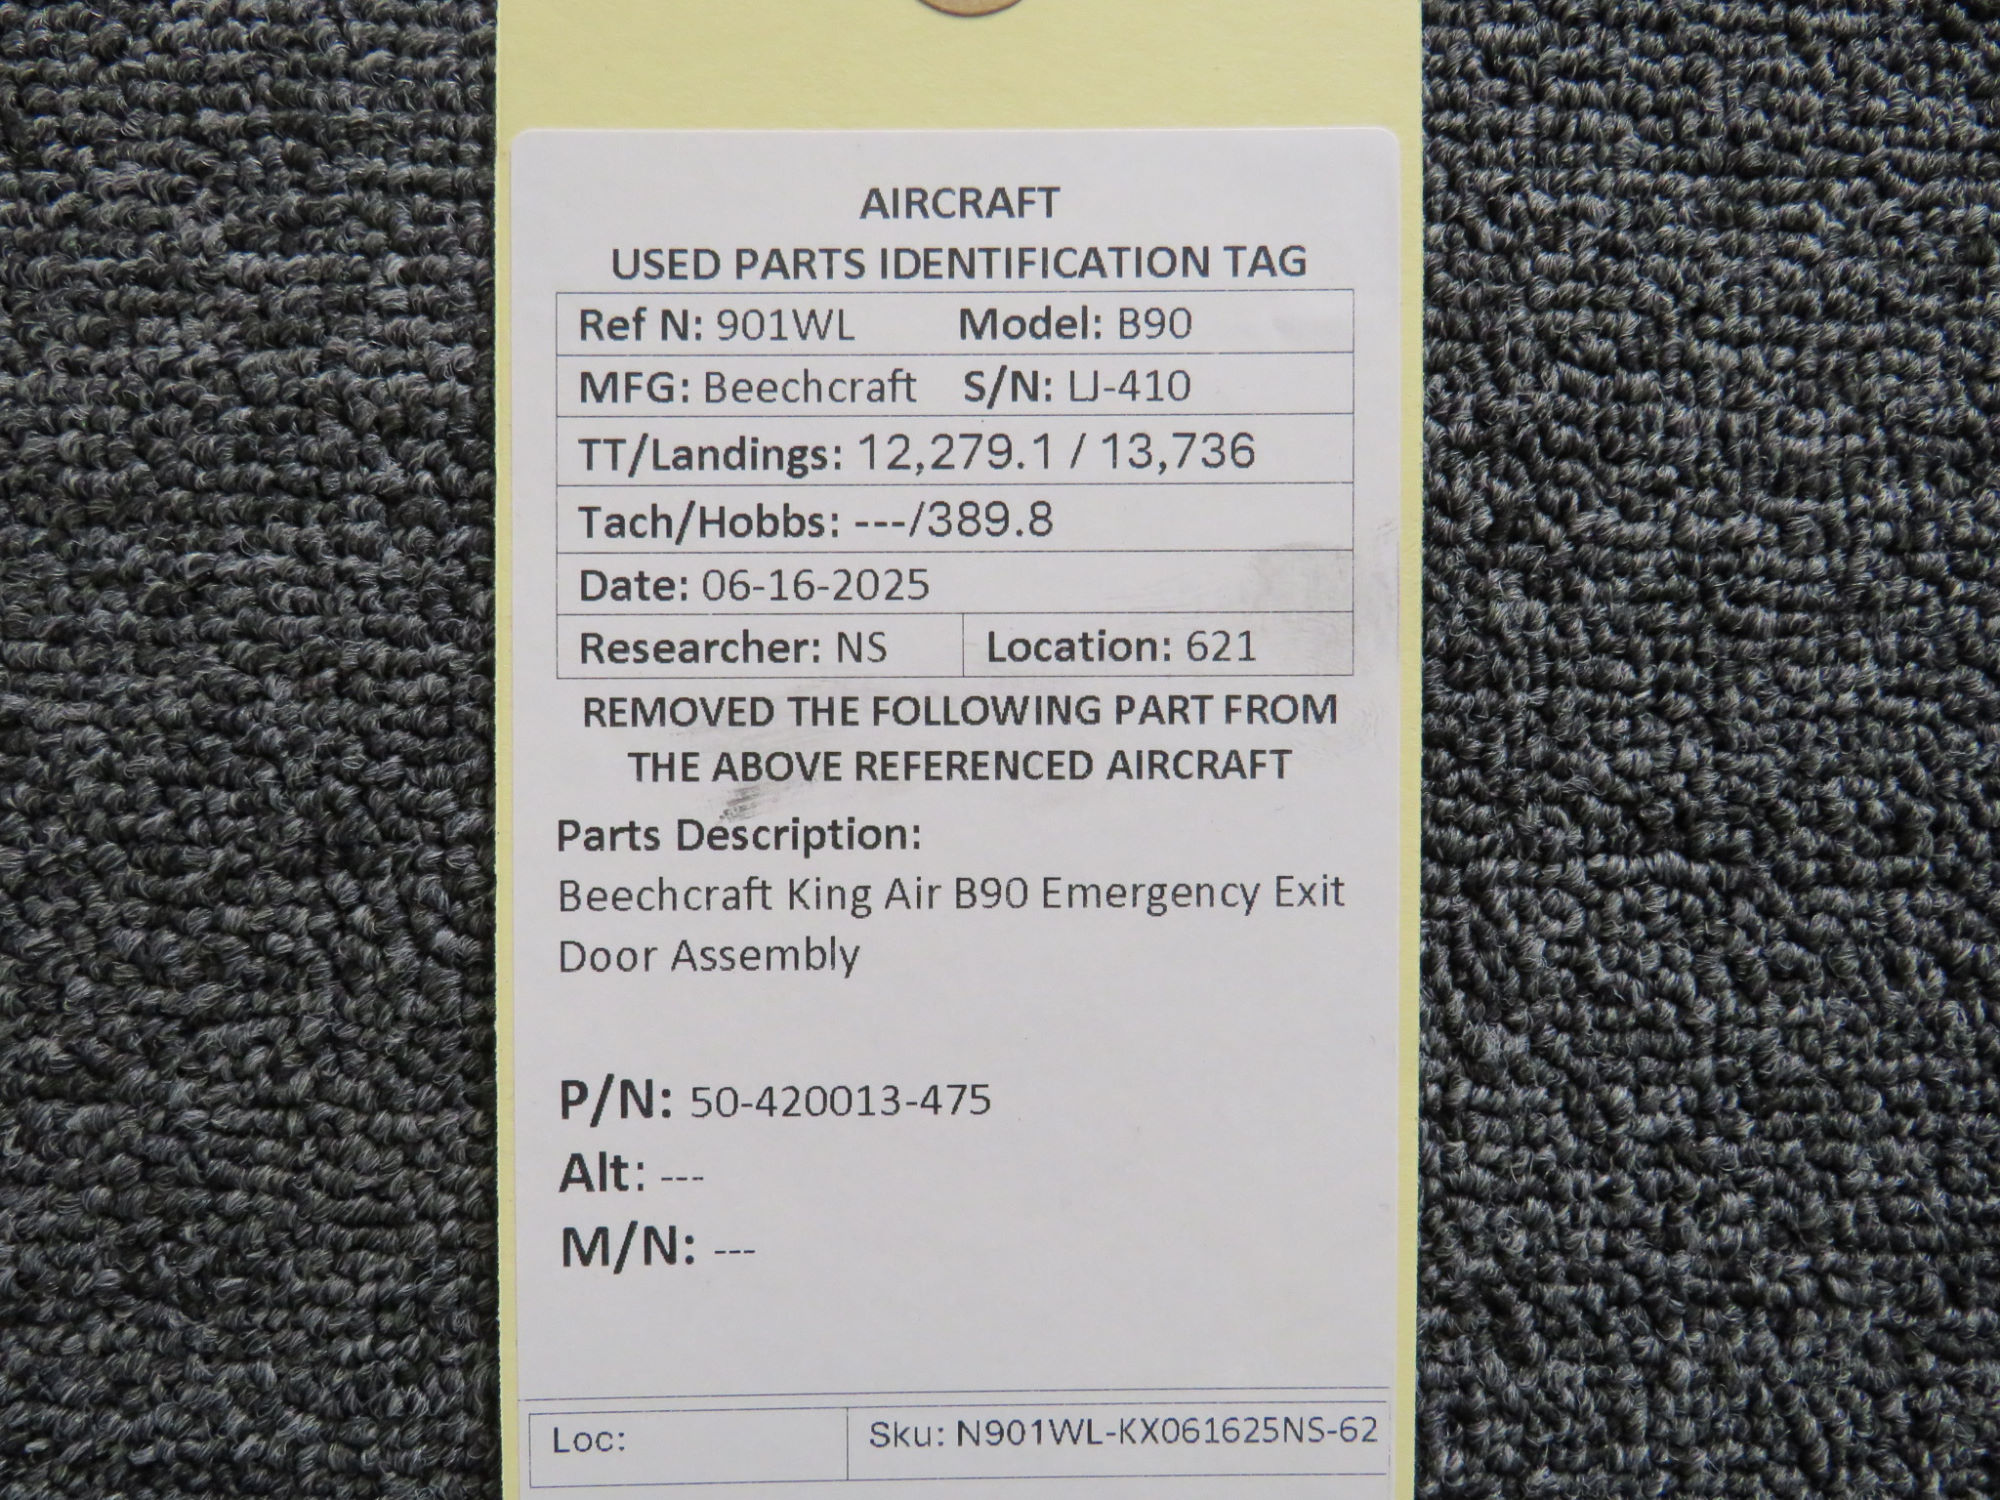 AIRCRAFT
USED PARTS IDENTIFICATION TAG
Ref N: 901WL Model: B90
MFG: Beechcraft S/N: LJ-410
TT/Landings: 12,279.1 / 13,736
Tach/Hobbs: ---/389.8
Date: 06-16-2025
Researcher: NS Location: 621
REMOVED THE FOLLOWING PART FROM
THE ABOVE REFERENCED AIRCRAFT
Parts Description:
Beechcraft King Air B90 Emergency Exit
Door Assembly
P/N: 50-420013-475
Alt: ---
M/N: ---
Loc: Sku: N901WL-KX061625NS-62